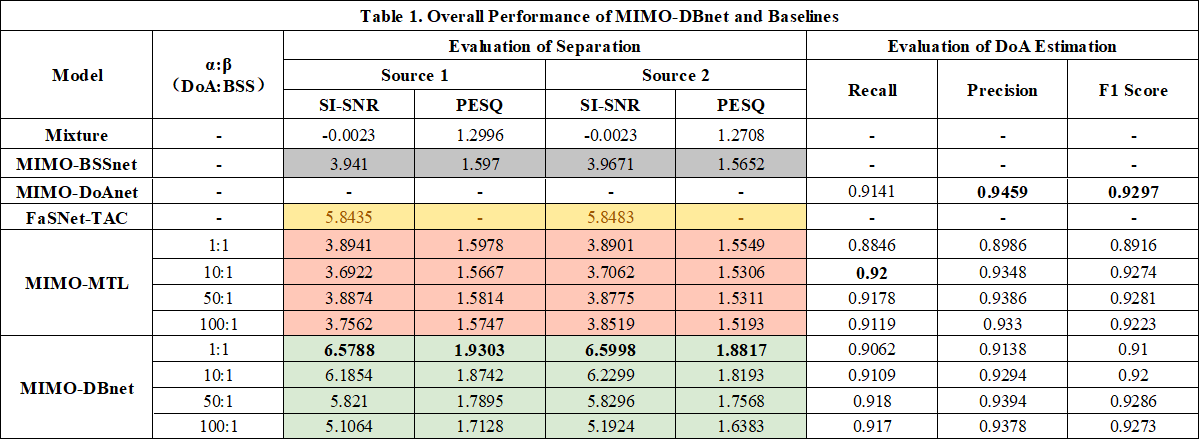 Table 1. Overall Performance of MIMO-DBnet and Baselines
Model α:β （DoA:BSS） Evaluation of Separation Evaluation of DoA Estimation
Source 1 Source 2 Recall Precision F1 Score
SI-SNR PESQ SI-SNR PESQ
Mixture - -0.0023 1.2996 -0.0023 1.2708 - - -
MIMO-BSSnet - 3.941 1.597 3.9671 1.5652 - - -
MIMO-DoAnet - - - - - 0.9141 0.9459 0.9297
FaSNet-TAC - 5.8435 - 5.8483 - - - -
MIMO-MTL 1:1 3.8941 1.5978 3.8901 1.5549 0.8846 0.8986 0.8916
10:1 3.6922 1.5667 3.7062 1.5306 0.92 0.9348 0.9274
50:1 3.8874 1.5814 3.8775 1.5311 0.9178 0.9386 0.9281
100:1 3.7562 1.5747 3.8519 1.5193 0.9119 0.933 0.9223
MIMO-DBnet 1:1 6.5788 1.9303 6.5998 1.8817 0.9062 0.9138 0.91
10:1 6.1854 1.8742 6.2299 1.8193 0.9109 0.9294 0.92
50:1 5.821 1.7895 5.8296 1.7568 0.918 0.9394 0.9286
100:1 5.1064 1.7128 5.1924 1.6383 0.917 0.9378 0.9273